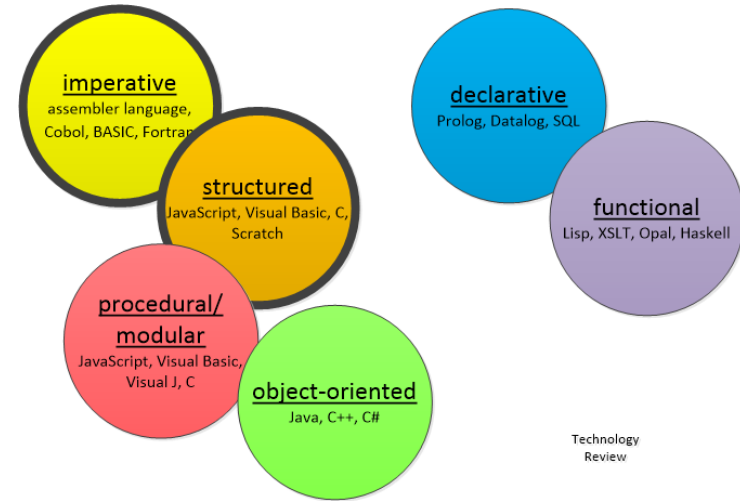 imperative
assembler language,
Cobol, BASIC, Fortran
structured
JavaScript, Visual Basic, C,
Scratch
procedural/
modular
JavaScript, Visual Basic,
Visual J, C
object-oriented
Java, C++, C#
declarative
Prolog, Datalog, SQL
functional
Lisp, XSLT, Opal, Haskell
Technology
Review